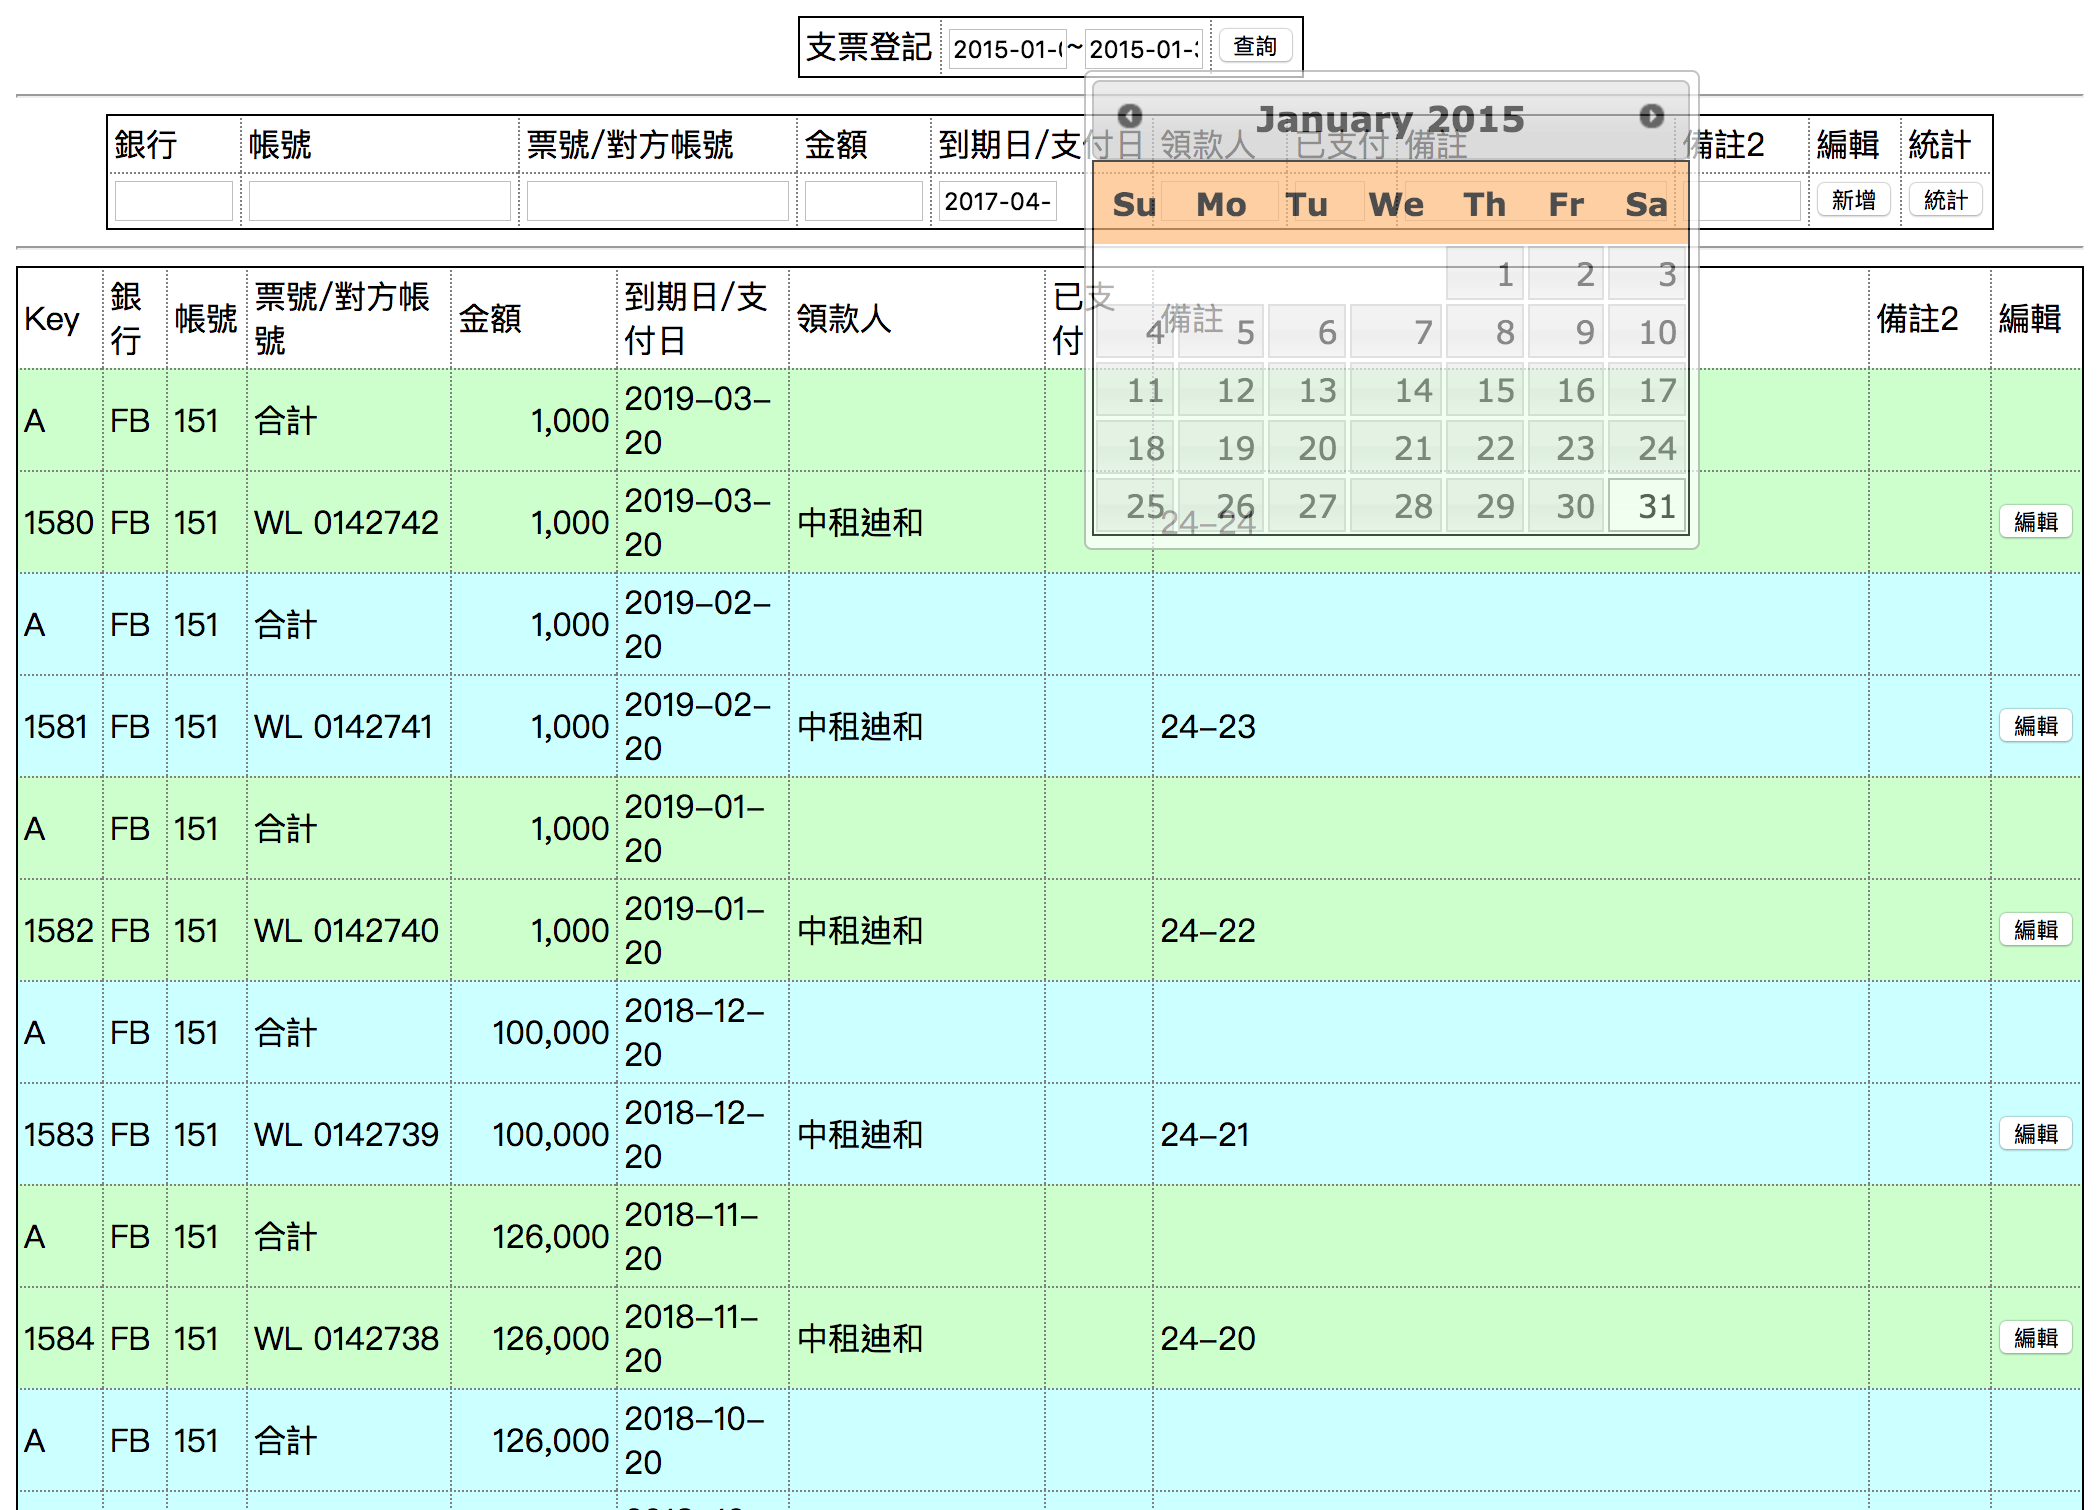 支票登記 2015-01-0 ~ 2015-01-3 查詢
January 2015
銀行 帳號 票號/對方帳號 金額 到期日/支付日 領款人 已支付 備註 備註2 編輯 統計
2017-04- 新增 統計
Su Mo Tu We Th Fr Sa
1 2 3
4 5 6 7 8 9 10
11 12 13 14 15 16 17
18 19 20 21 22 23 24
25 26 27 28 29 30 31
Key 銀行 帳號 票號/對方帳號 金額 到期日/支付日 領款人 已支付 備註 備註2 編輯
A FB 151 合計 1,000 2019-03-20
1580 FB 151 WL 0142742 1,000 2019-03-20 中租迪和 24-24 編輯
A FB 151 合計 1,000 2019-02-20
1581 FB 151 WL 0142741 1,000 2019-02-20 中租迪和 24-23 編輯
A FB 151 合計 1,000 2019-01-20
1582 FB 151 WL 0142740 1,000 2019-01-20 中租迪和 24-22 編輯
A FB 151 合計 100,000 2018-12-20
1583 FB 151 WL 0142739 100,000 2018-12-20 中租迪和 24-21 編輯
A FB 151 合計 126,000 2018-11-20
1584 FB 151 WL 0142738 126,000 2018-11-20 中租迪和 24-20 編輯
A FB 151 合計 126,000 2018-10-20